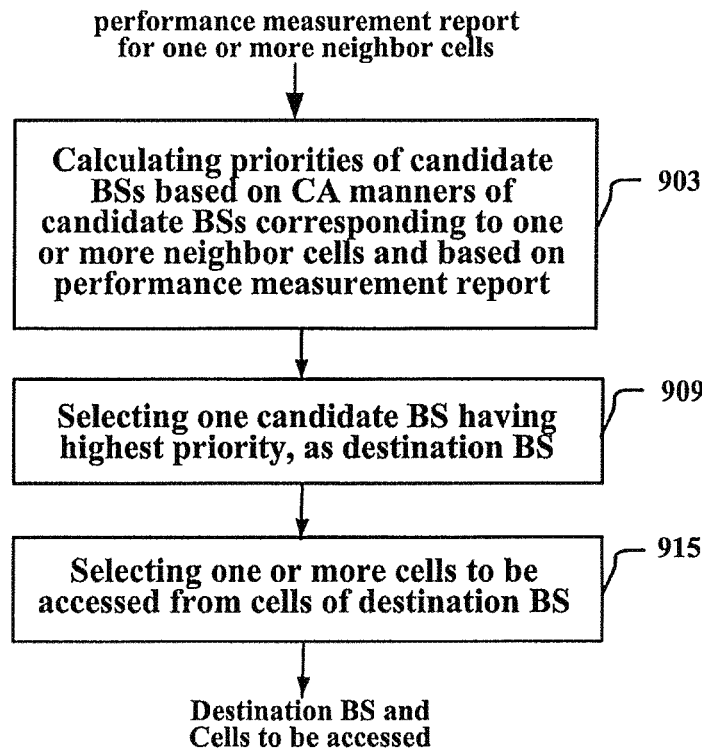 performance measurement report
for one or more neighbor cells
Calculating priorities of candidate
BSs based on CA manners of
candidate BSs corresponding to one
or more neighbor cells and based on
performance measurement report
903
Selecting one candidate BS having
highest priority, as destination BS
909
Selecting one or more cells to be
accessed from cells of destination BS
915
Destination BS and
Cells to be accessed